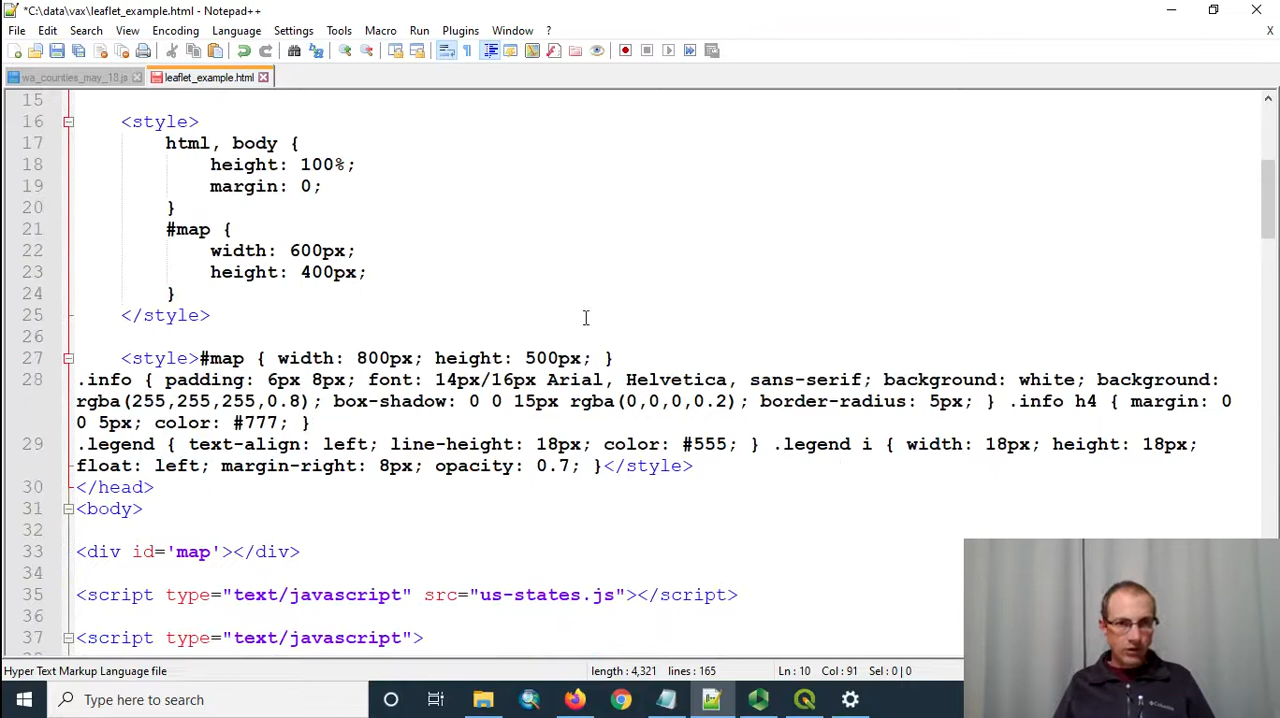 *C:\data\vax\leaflet_example.html - Notepad++
File Edit Search View Encoding Language Settings Tools Macro Run Plugins Window ? X
wa_counties_may_18.js leaflet_example.html
15
16 <style>
17 html, body {
18 height: 100%;
19 margin: 0;
20 }
21 #map {
22 width: 600px;
23 height: 400px;
24 }
25 </style>
26
27 <style>#map { width: 800px; height: 500px; }
28 .info { padding: 6px 8px; font: 14px/16px Arial, Helvetica, sans-serif; background: white; background:
rgba(255,255,255,0.8); box-shadow: 0 0 15px rgba(0,0,0,0.2); border-radius: 5px; } .info h4 { margin: 0
0 5px; color: #777; }
29 .legend { text-align: left; line-height: 18px; color: #555; } .legend i { width: 18px; height: 18px;
float: left; margin-right: 8px; opacity: 0.7; }</style>
30 </head>
31 <body>
32
33 <div id='map'></div>
34
35 <script type="text/javascript" src="us-states.js"></script>
36
37 <script type="text/javascript">
Hyper Text Markup Language file length : 4,321 lines : 165 Ln : 10 Col : 91 Sel : 0 | 0
Type here to search